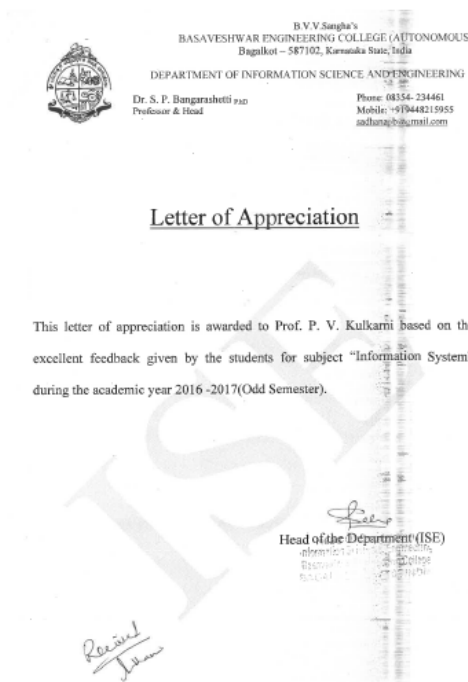 B.V.V.Sangha's
BASAVESHWAR ENGINEERING COLLEGE (AUTONOMOUS
Bagalkot – 587102, Karnataka State, India
DEPARTMENT OF INFORMATION SCIENCE AND ENGINEERING
Dr. S. P. Bangarashetti PhD
Professor & Head
Phone: 08354- 234461
Mobile: +919448215955
Letter of Appreciation
This letter of appreciation is awarded to Prof. P. V. Kulkarni based on th
excellent feedback given by the students for subject "Information System
during the academic year 2016 -2017(Odd Semester).
ISE
Head of the Department (ISE)
Received